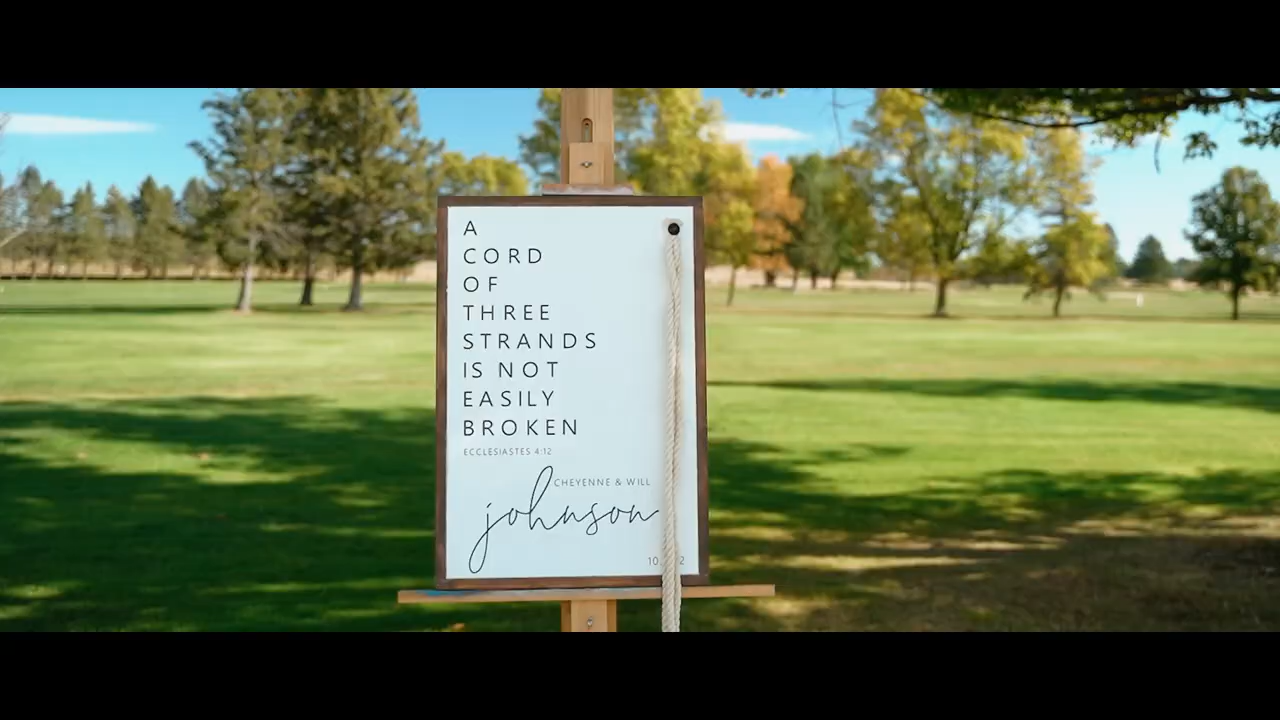 A
CORD
OF
THREE
STRANDS
IS NOT
EASILY
BROKEN
ECCLESIASTES 4:12
CHEYENNE & WILL
johnson